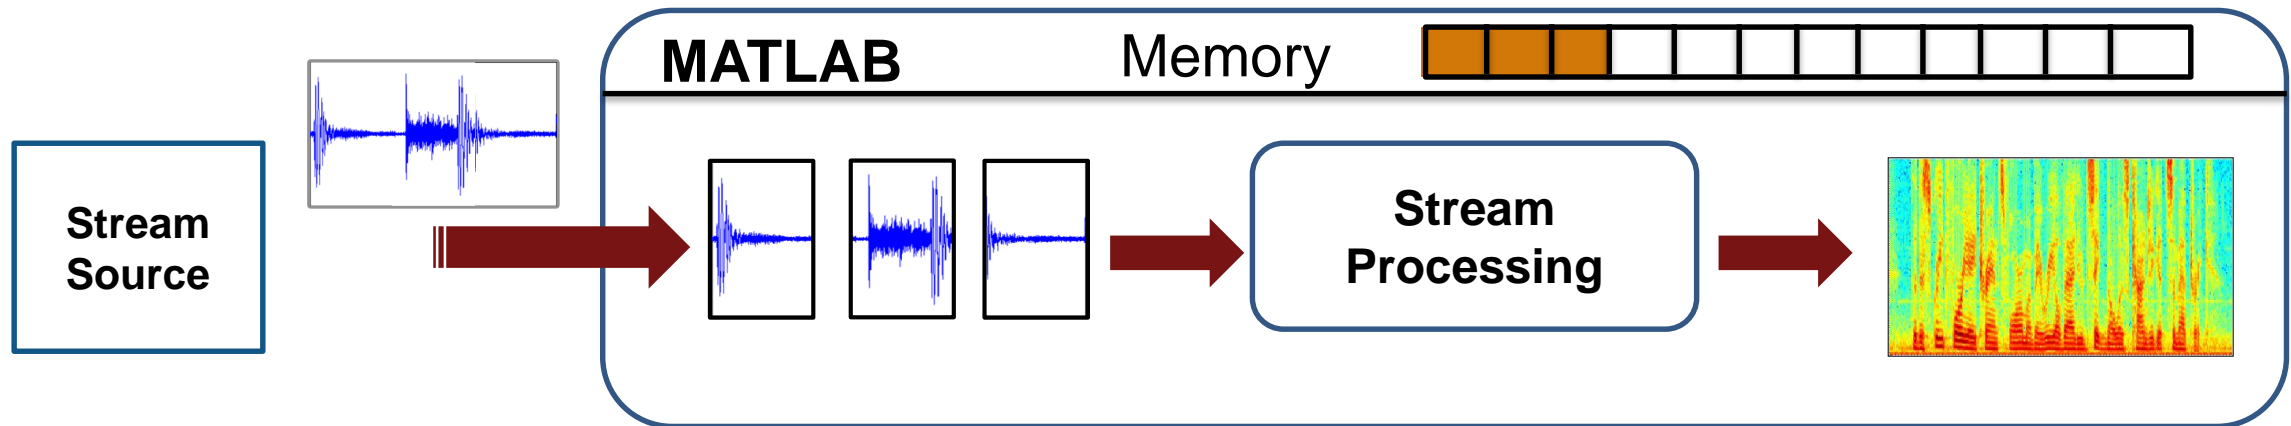 MATLAB
Memory
Stream
Source
Stream
Processing